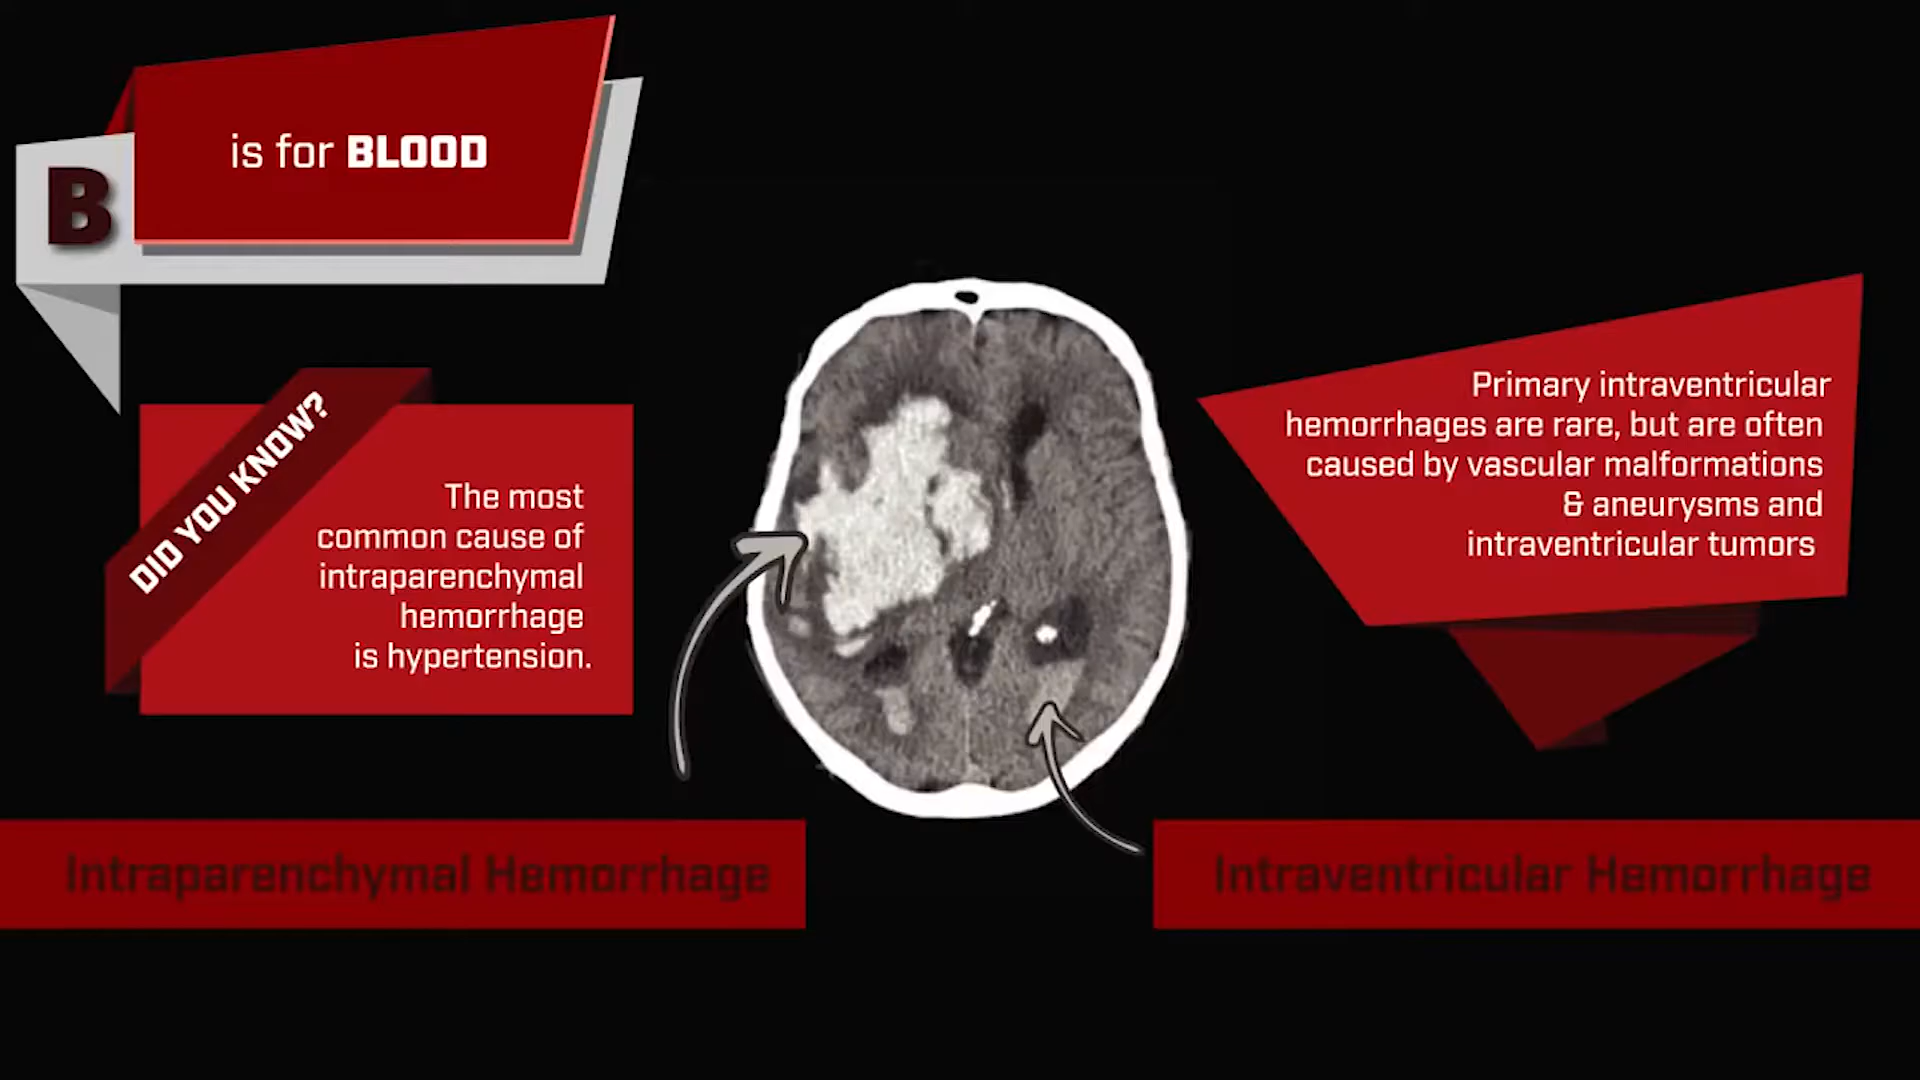 B is for BLOOD
DID YOU KNOW?
The most
common cause of
intraparenchymal
hemorrhage
is hypertension.
Primary intraventricular
hemorrhages are rare, but are often
caused by vascular malformations
& aneurysms and
intraventricular tumors
Intraparenchymal Hemorrhage
Intraventricular Hemorrhage